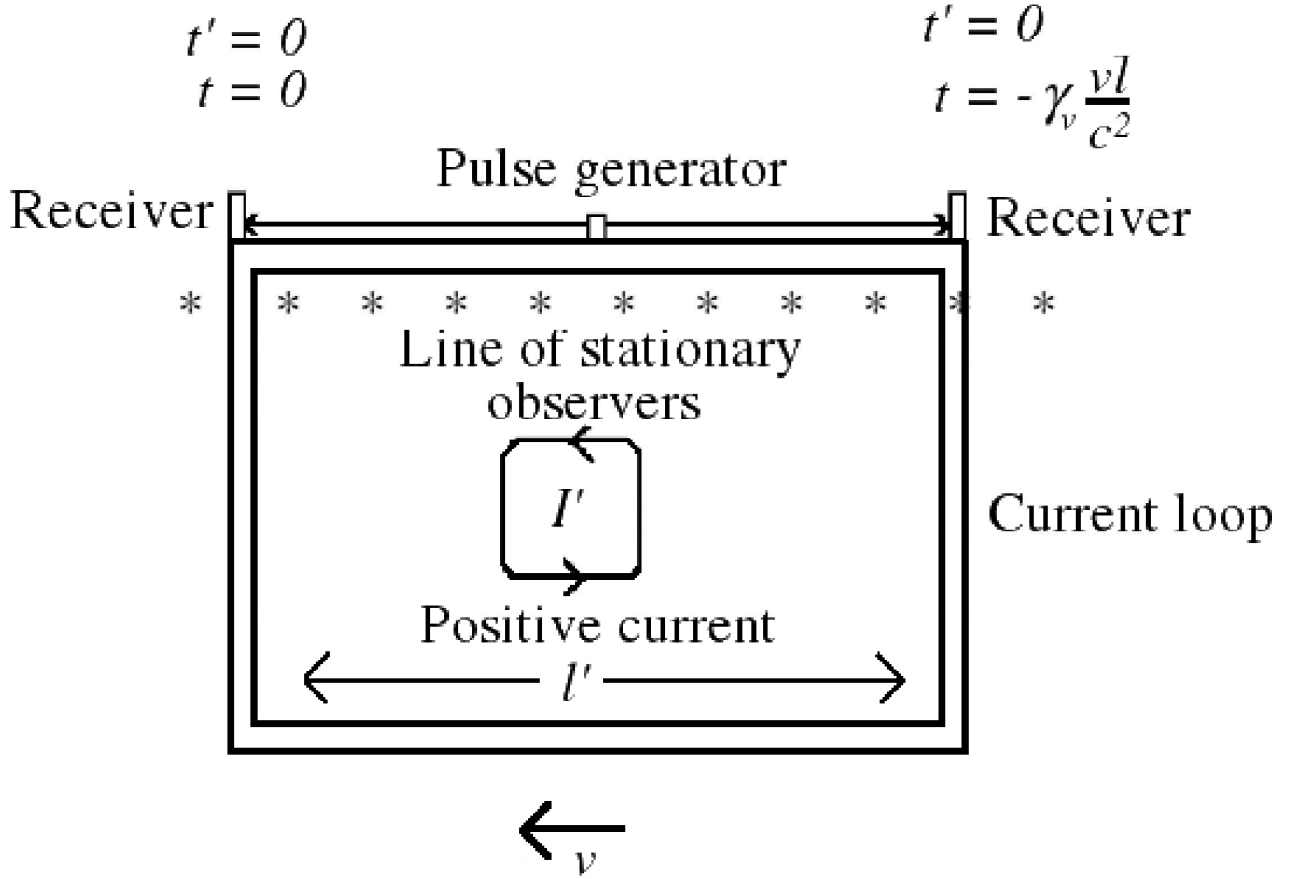 t' = 0
t = 0
t' = 0
t = - γv vl/c²
Pulse generator
Receiver
Receiver
* * * * * * * * * * *
Line of stationary
observers
I'
Current loop
Positive current
l'
v